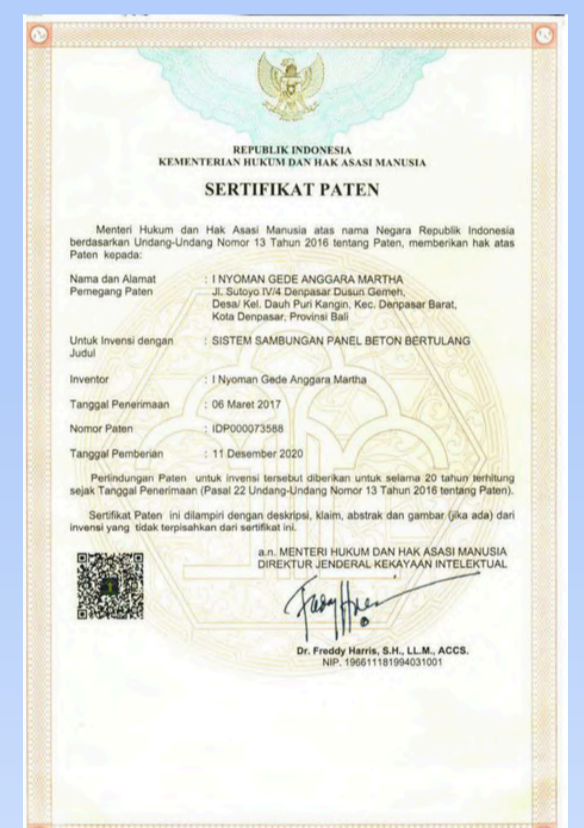 REPUBLIK INDONESIA
KEMENTERIAN HUKUM DAN HAK ASASI MANUSIA
SERTIFIKAT PATEN
Menteri Hukum dan Hak Asasi Manusia atas nama Negara Republik Indonesia
berdasarkan Undang-Undang Nomor 13 Tahun 2016 tentang Paten, memberikan hak atas
Paten kepada:
Nama dan Alamat : I NYOMAN GEDE ANGGARA MARTHA
Pemegang Paten Jl. Sutoyo IV/4 Denpasar Dusun Gemeh,
Desa/ Kel. Dauh Puri Kangin, Kec. Denpasar Barat,
Kota Denpasar, Provinsi Bali
Untuk Invensi dengan : SISTEM SAMBUNGAN PANEL BETON BERTULANG
Judul
Inventor : I Nyoman Gede Anggara Martha
Tanggal Penerimaan : 06 Maret 2017
Nomor Paten : IDP000073588
Tanggal Pemberian : 11 Desember 2020
Perlindungan Paten untuk invensi tersebut diberikan untuk selama 20 tahun terhitung
sejak Tanggal Penerimaan (Pasal 22 Undang-Undang Nomor 13 Tahun 2016 tentang Paten).
Sertifikat Paten ini dilampiri dengan deskripsi, klaim, abstrak dan gambar (jika ada) dari
invensi yang tidak terpisahkan dari sertifikat ini.
a.n. MENTERI HUKUM DAN HAK ASASI MANUSIA
DIREKTUR JENDERAL KEKAYAAN INTELEKTUAL
Dr. Freddy Harris, S.H., LL.M., ACCS.
NIP. 196611181994031001